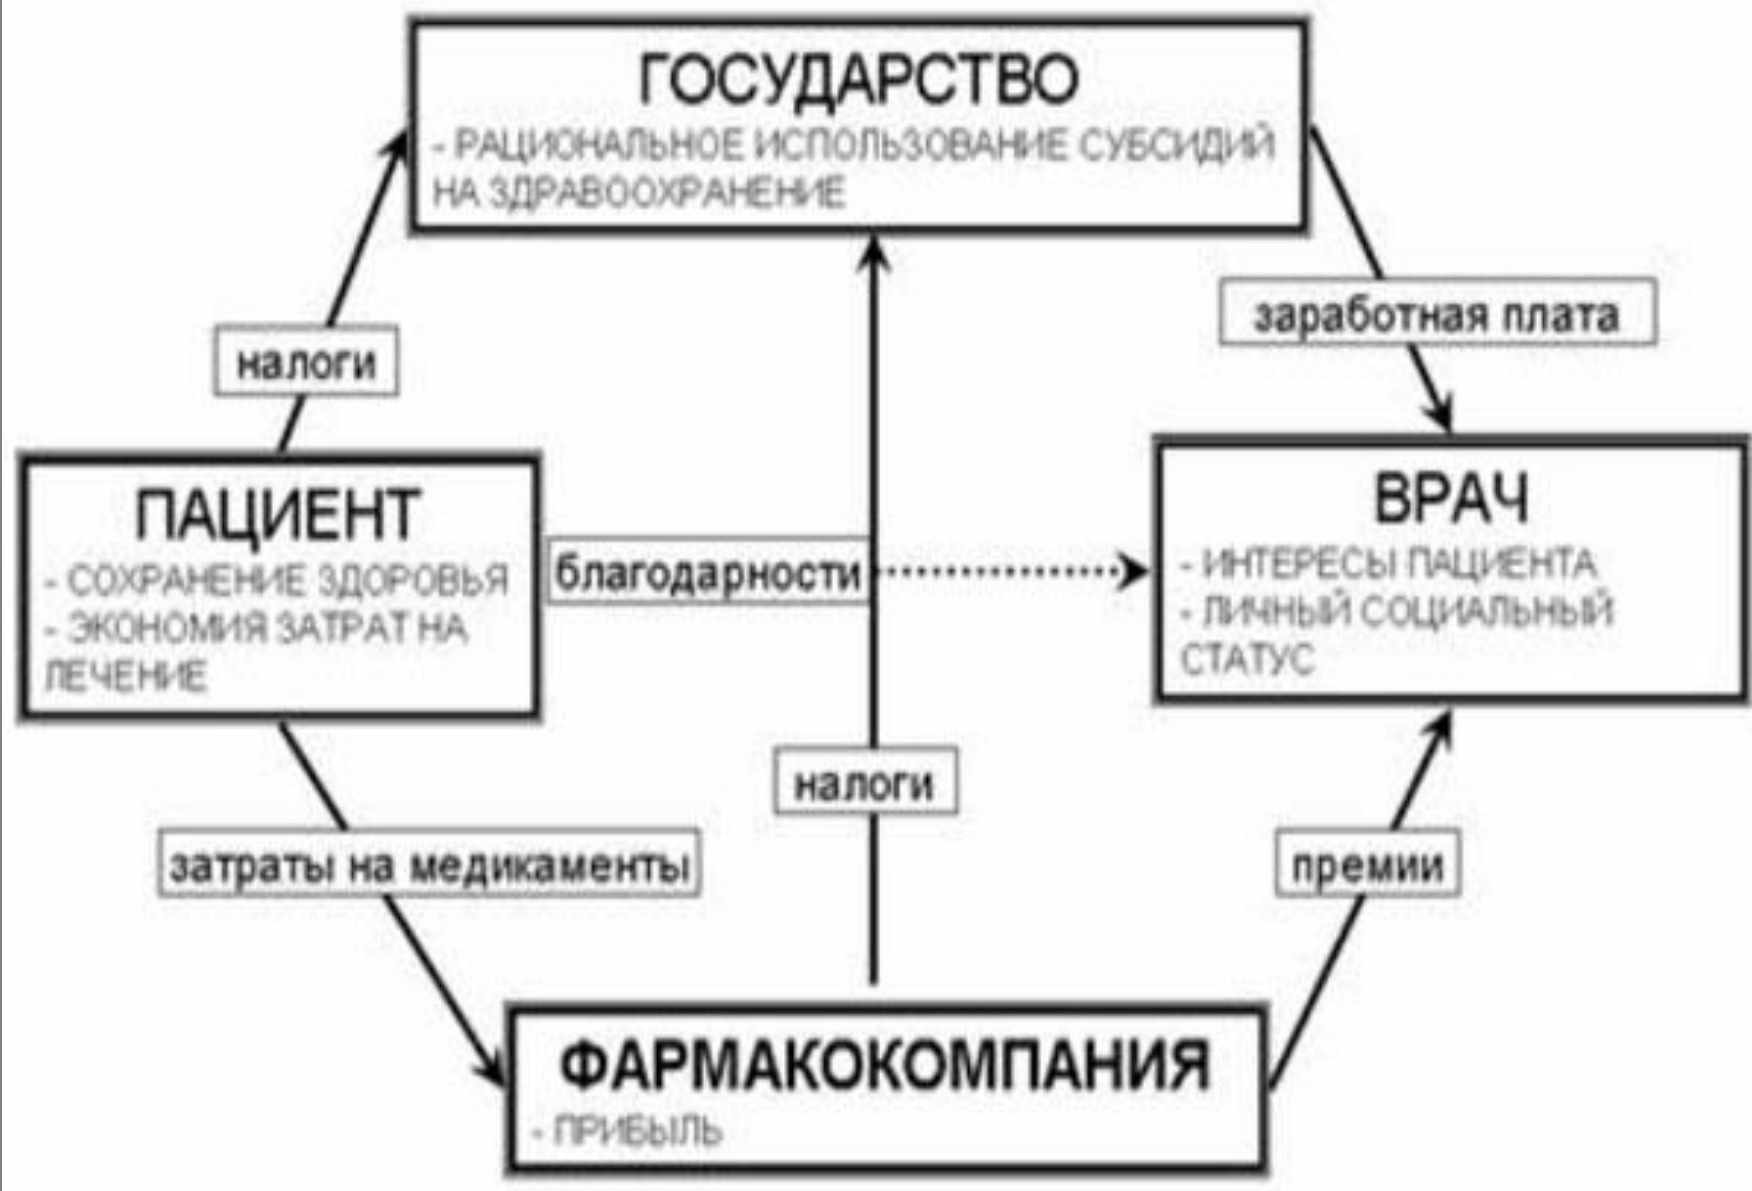 ГОСУДАРСТВО
- РАЦИОНАЛЬНОЕ ИСПОЛЬЗОВАНИЕ СУБСИДИЙ
НА ЗДРАВООХРАНЕНИЕ
заработная плата
налоги
ПАЦИЕНТ
- СОХРАНЕНИЕ ЗДОРОВЬЯ
- ЭКОНОМИЯ ЗАТРАТ НА
ЛЕЧЕНИЕ
благодарности
ВРАЧ
- ИНТЕРЕСЫ ПАЦИЕНТА
- ЛИЧНЫЙ СОЦИАЛЬНЫЙ
СТАТУС
налоги
затраты на медикаменты
премии
ФАРМАКОКОМПАНИЯ
- ПРИБЫЛЬ